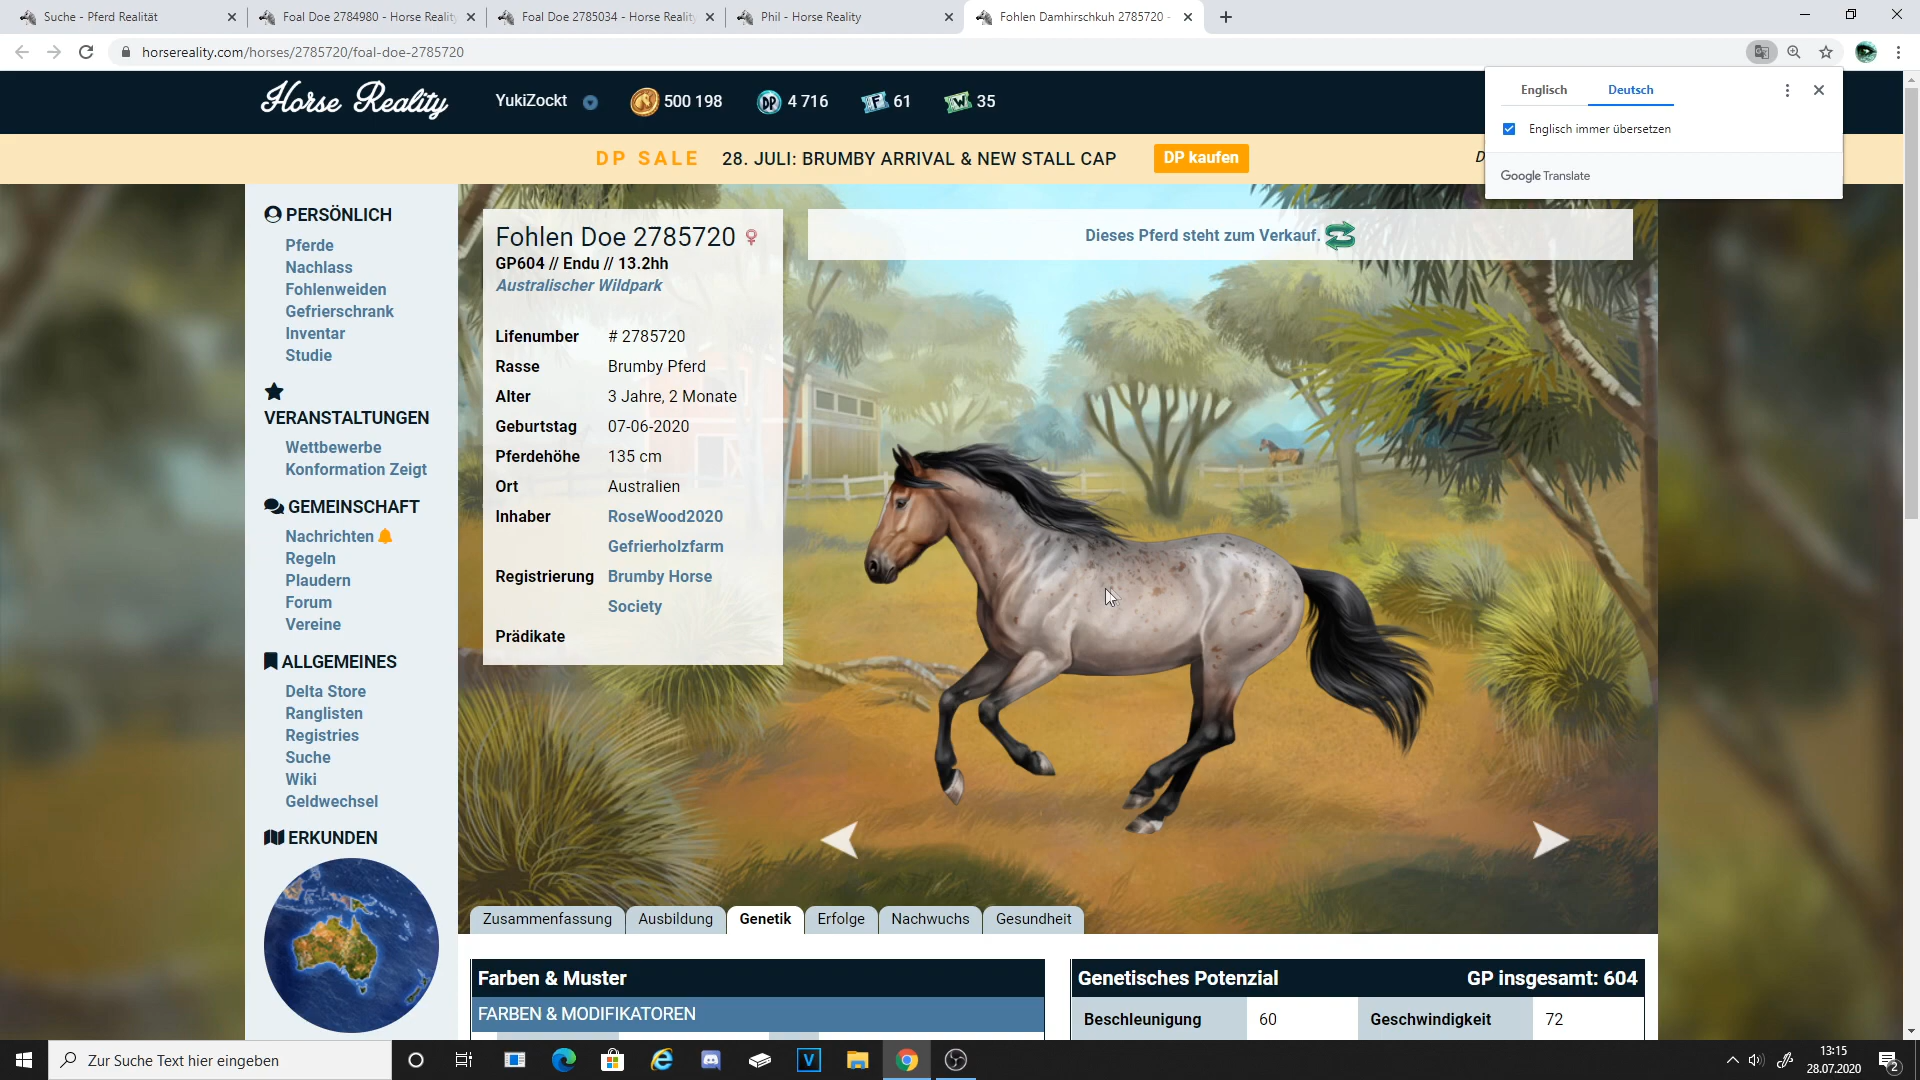 Suche - Pferd Realität
Foal Doe 2784980 - Horse Reality
Foal Doe 2785034 - Horse Reality
Phil - Horse Reality
Fohlen Damhirschkuh 2785720 -
horsereality.com/horses/2785720/foal-doe-2785720
Englisch Deutsch
Englisch immer übersetzen
Google Translate
Horse Reality
YukiZockt
500 198
DP 4 716
F 61
W 35
DP SALE 28. JULI: BRUMBY ARRIVAL & NEW STALL CAP DP kaufen
PERSÖNLICH
Pferde
Nachlass
Fohlenweiden
Gefrierschrank
Inventar
Studie
VERANSTALTUNGEN
Wettbewerbe
Konformation Zeigt
GEMEINSCHAFT
Nachrichten
Regeln
Plaudern
Forum
Vereine
ALLGEMEINES
Delta Store
Ranglisten
Registries
Suche
Wiki
Geldwechsel
ERKUNDEN
Fohlen Doe 2785720
GP604 // Endu // 13.2hh
Australischer Wildpark
Lifenumber # 2785720
Rasse Brumby Pferd
Alter 3 Jahre, 2 Monate
Geburtstag 07-06-2020
Pferdehöhe 135 cm
Ort Australien
Inhaber RoseWood2020
Gefrierholzfarm
Registrierung Brumby Horse
Society
Prädikate
Dieses Pferd steht zum Verkauf.
Zusammenfassung Ausbildung Genetik Erfolge Nachwuchs Gesundheit
Farben & Muster
FARBEN & MODIFIKATOREN
Genetisches Potenzial GP insgesamt: 604
Beschleunigung 60 Geschwindigkeit 72
Zur Suche Text hier eingeben
13:15
28.07.2020
2